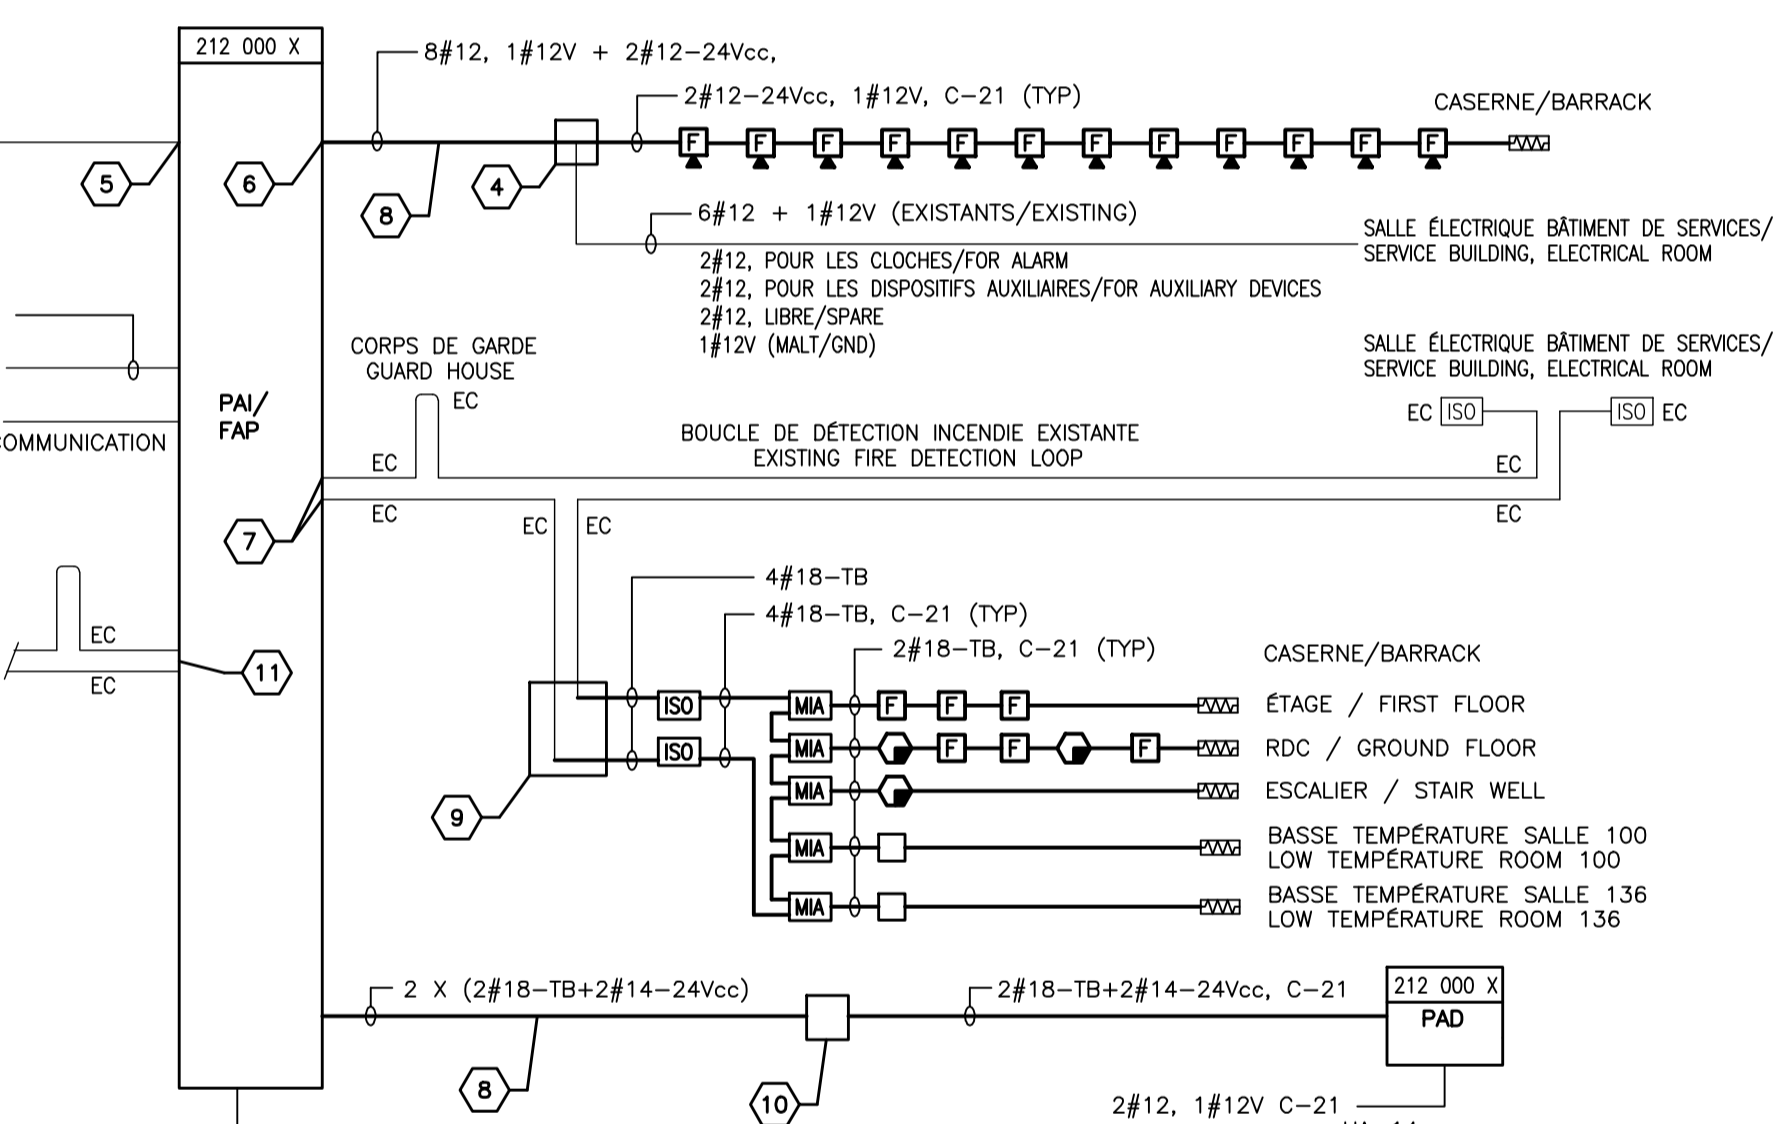 212 000 X
8#12, 1#12V + 2#12-24Vcc,
2#12-24Vcc, 1#12V, C-21 (TYP)
CASERNE/BARRACK
F F F F F F F F F F F F
5
6
8
4
6#12 + 1#12V (EXISTANTS/EXISTING)
SALLE ÉLECTRIQUE BÂTIMENT DE SERVICES/
SERVICE BUILDING, ELECTRICAL ROOM
2#12, POUR LES CLOCHES/FOR ALARM
2#12, POUR LES DISPOSITIFS AUXILIAIRES/FOR AUXILIARY DEVICES
2#12, LIBRE/SPARE
1#12V (MALT/GND)
CORPS DE GARDE
GUARD HOUSE
EC
SALLE ÉLECTRIQUE BÂTIMENT DE SERVICES/
SERVICE BUILDING, ELECTRICAL ROOM
EC ISO
ISO EC
PAI/
FAP
COMMUNICATION
BOUCLE DE DÉTECTION INCENDIE EXISTANTE
EXISTING FIRE DETECTION LOOP
EC
EC
EC
EC
EC
EC
7
EC
EC
11
4#18-TB
4#18-TB, C-21 (TYP)
2#18-TB, C-21 (TYP)
CASERNE/BARRACK
ISO
MIA F F F
ÉTAGE / FIRST FLOOR
ISO
MIA F F F
RDC / GROUND FLOOR
MIA
ESCALIER / STAIR WELL
9
MIA
BASSE TEMPÉRATURE SALLE 100
LOW TEMPÉRATURE ROOM 100
MIA
BASSE TEMPÉRATURE SALLE 136
LOW TEMPÉRATURE ROOM 136
2 X (2#18-TB+2#14-24Vcc)
2#18-TB+2#14-24Vcc, C-21
212 000 X
PAD
8
10
2#12, 1#12V C-21